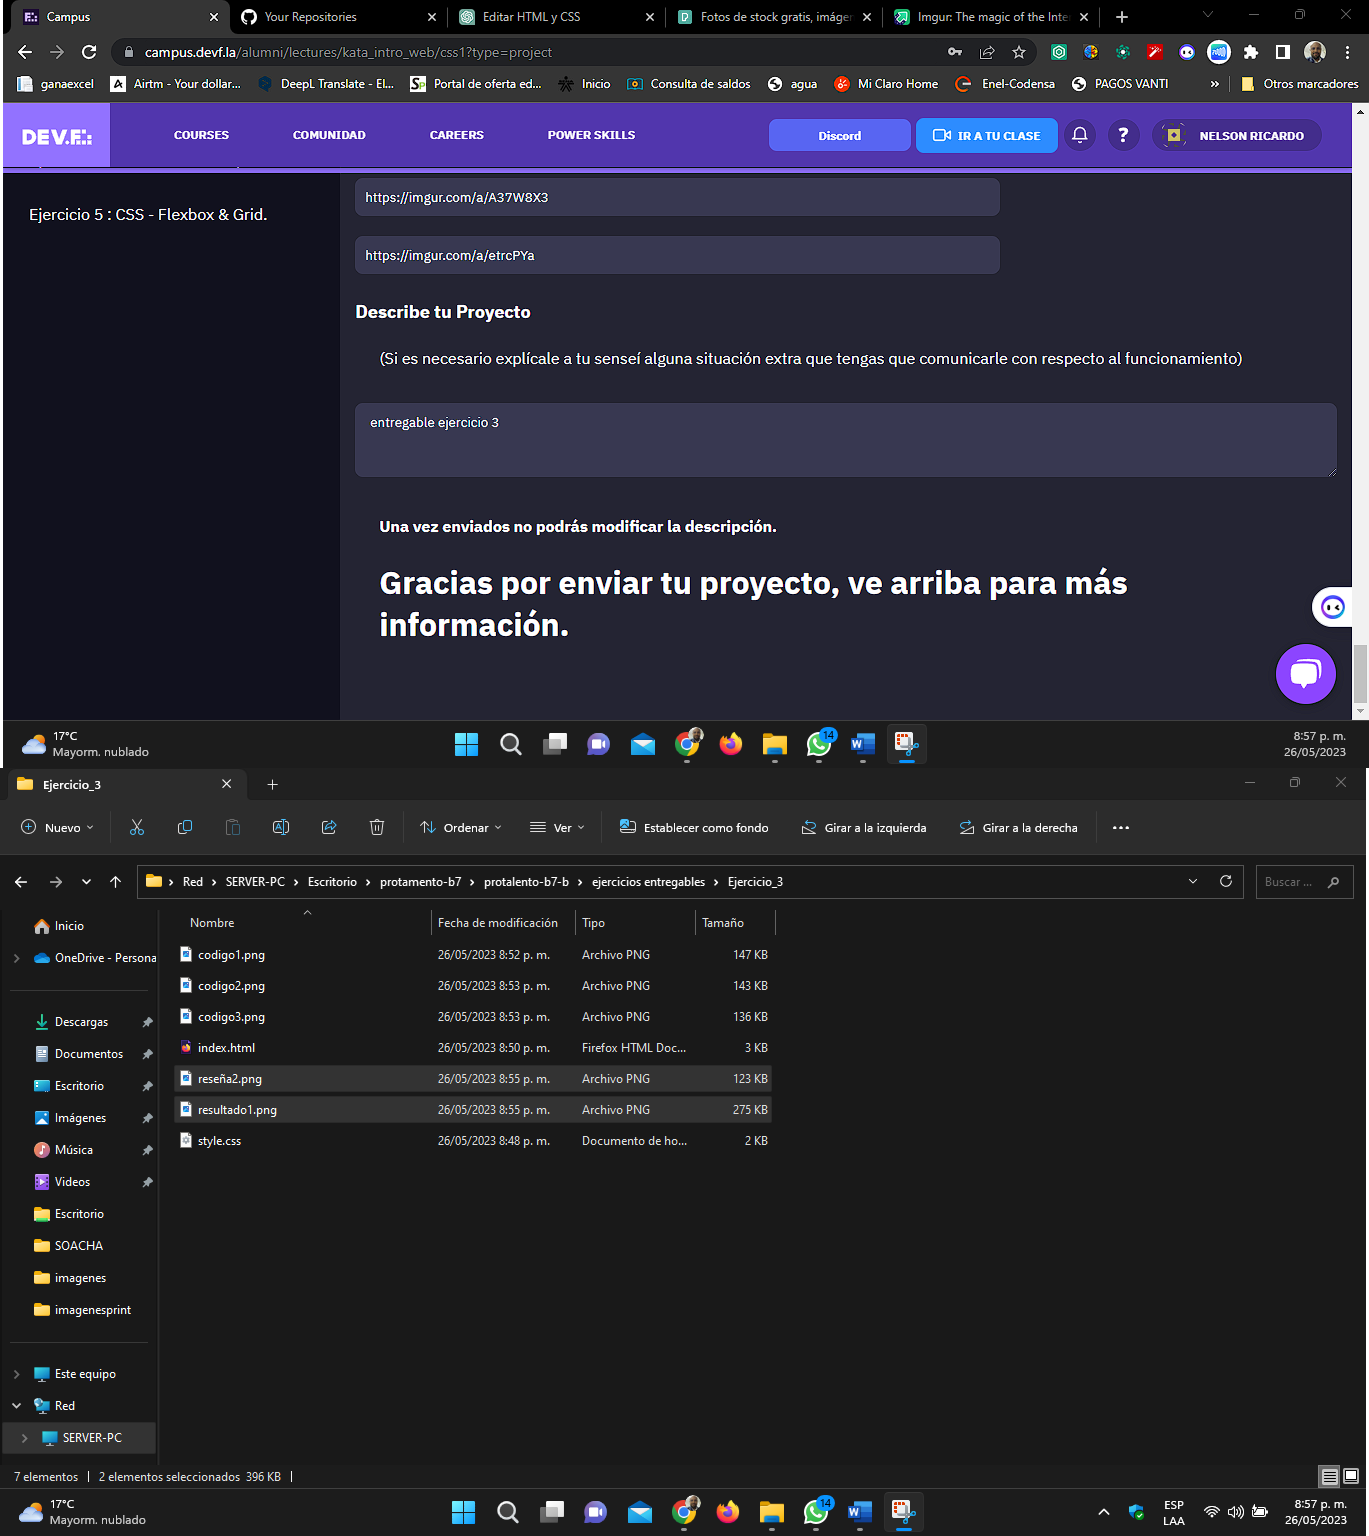 Campus
Your Repositories
Editar HTML y CSS
Fotos de stock gratis, imáge
Imgur: The magic of the Inter
campus.devf.la/alumni/lectures/kata_intro_web/css1?type=project
ganaexcel
Airtm - Your dollar...
DeepL Translate - El...
Portal de oferta ed...
Inicio
Consulta de saldos
agua
Mi Claro Home
Enel-Codensa
PAGOS VANTI
»
Otros marcadores
DEV.F.:
COURSES
COMUNIDAD
CAREERS
POWER SKILLS
Discord
IR A TU CLASE
?
NELSON RICARDO
Ejercicio 5 : CSS - Flexbox & Grid.
https://imgur.com/a/A37W8X3
https://imgur.com/a/etrcPYa
Describe tu Proyecto
(Si es necesario explícale a tu senseí alguna situación extra que tengas que comunicarle con respecto al funcionamiento)
entregable ejercicio 3
Una vez enviados no podrás modificar la descripción.
Gracias por enviar tu proyecto, ve arriba para más
información.
17°C
Mayorm. nublado
14
8:57 p. m.
26/05/2023
Ejercicio_3
Nuevo
Ordenar
Ver
Establecer como fondo
Girar a la izquierda
Girar a la derecha
Red > SERVER-PC > Escritorio > protamento-b7 > protalento-b7-b > ejercicios entregables > Ejercicio_3
Buscar ...
Inicio
OneDrive - Persona
Descargas
Documentos
Escritorio
Imágenes
Música
Videos
Escritorio
SOACHA
imagenes
imagenesprint
Este equipo
Red
SERVER-PC
Nombre Fecha de modificación Tipo Tamaño
codigo1.png 26/05/2023 8:52 p. m. Archivo PNG 147 KB
codigo2.png 26/05/2023 8:53 p. m. Archivo PNG 143 KB
codigo3.png 26/05/2023 8:53 p. m. Archivo PNG 136 KB
index.html 26/05/2023 8:50 p. m. Firefox HTML Doc... 3 KB
reseña2.png 26/05/2023 8:55 p. m. Archivo PNG 123 KB
resultado1.png 26/05/2023 8:55 p. m. Archivo PNG 275 KB
style.css 26/05/2023 8:48 p. m. Documento de ho... 2 KB
7 elementos | 2 elementos seleccionados 396 KB |
17°C
Mayorm. nublado
14
ESP
LAA
8:57 p. m.
26/05/2023